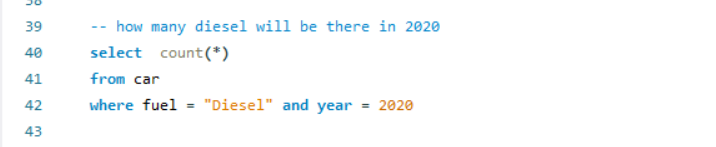 39 -- how many diesel will be there in 2020
40 select  count(*)
41 from car
42 where fuel = "Diesel" and year = 2020
43